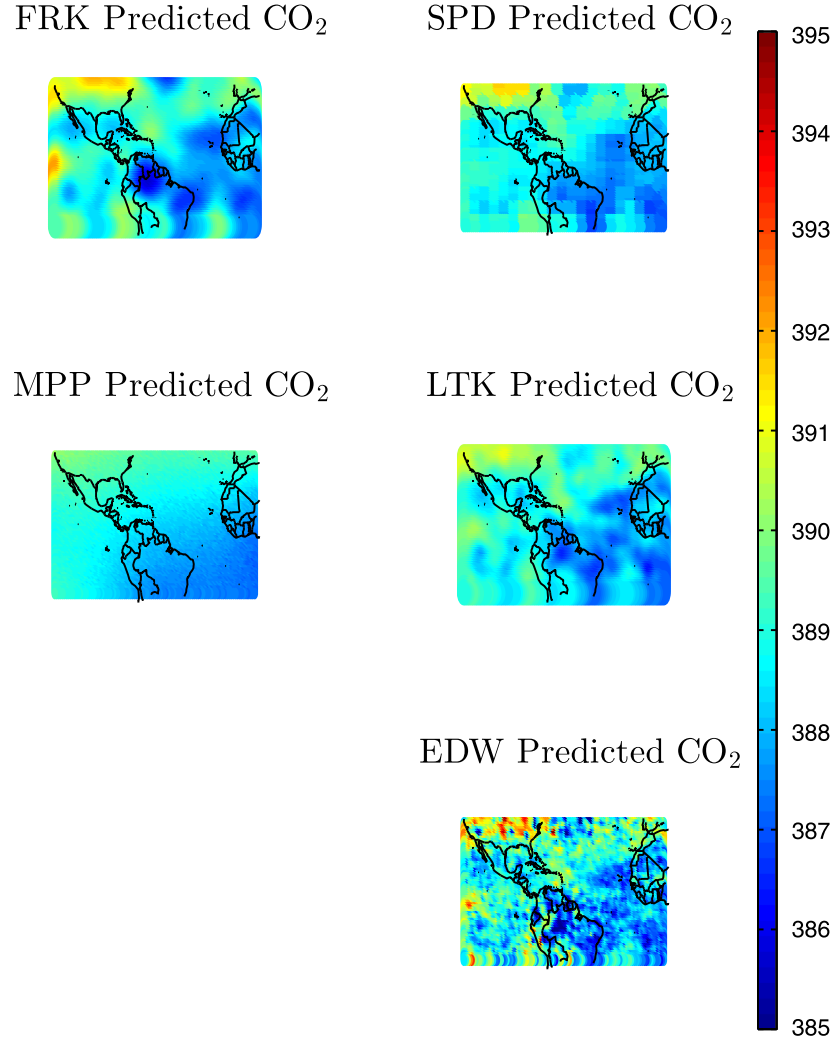 FRK Predicted CO₂
SPD Predicted CO₂
MPP Predicted CO₂
LTK Predicted CO₂
EDW Predicted CO₂
395
394
393
392
391
390
389
388
387
386
385